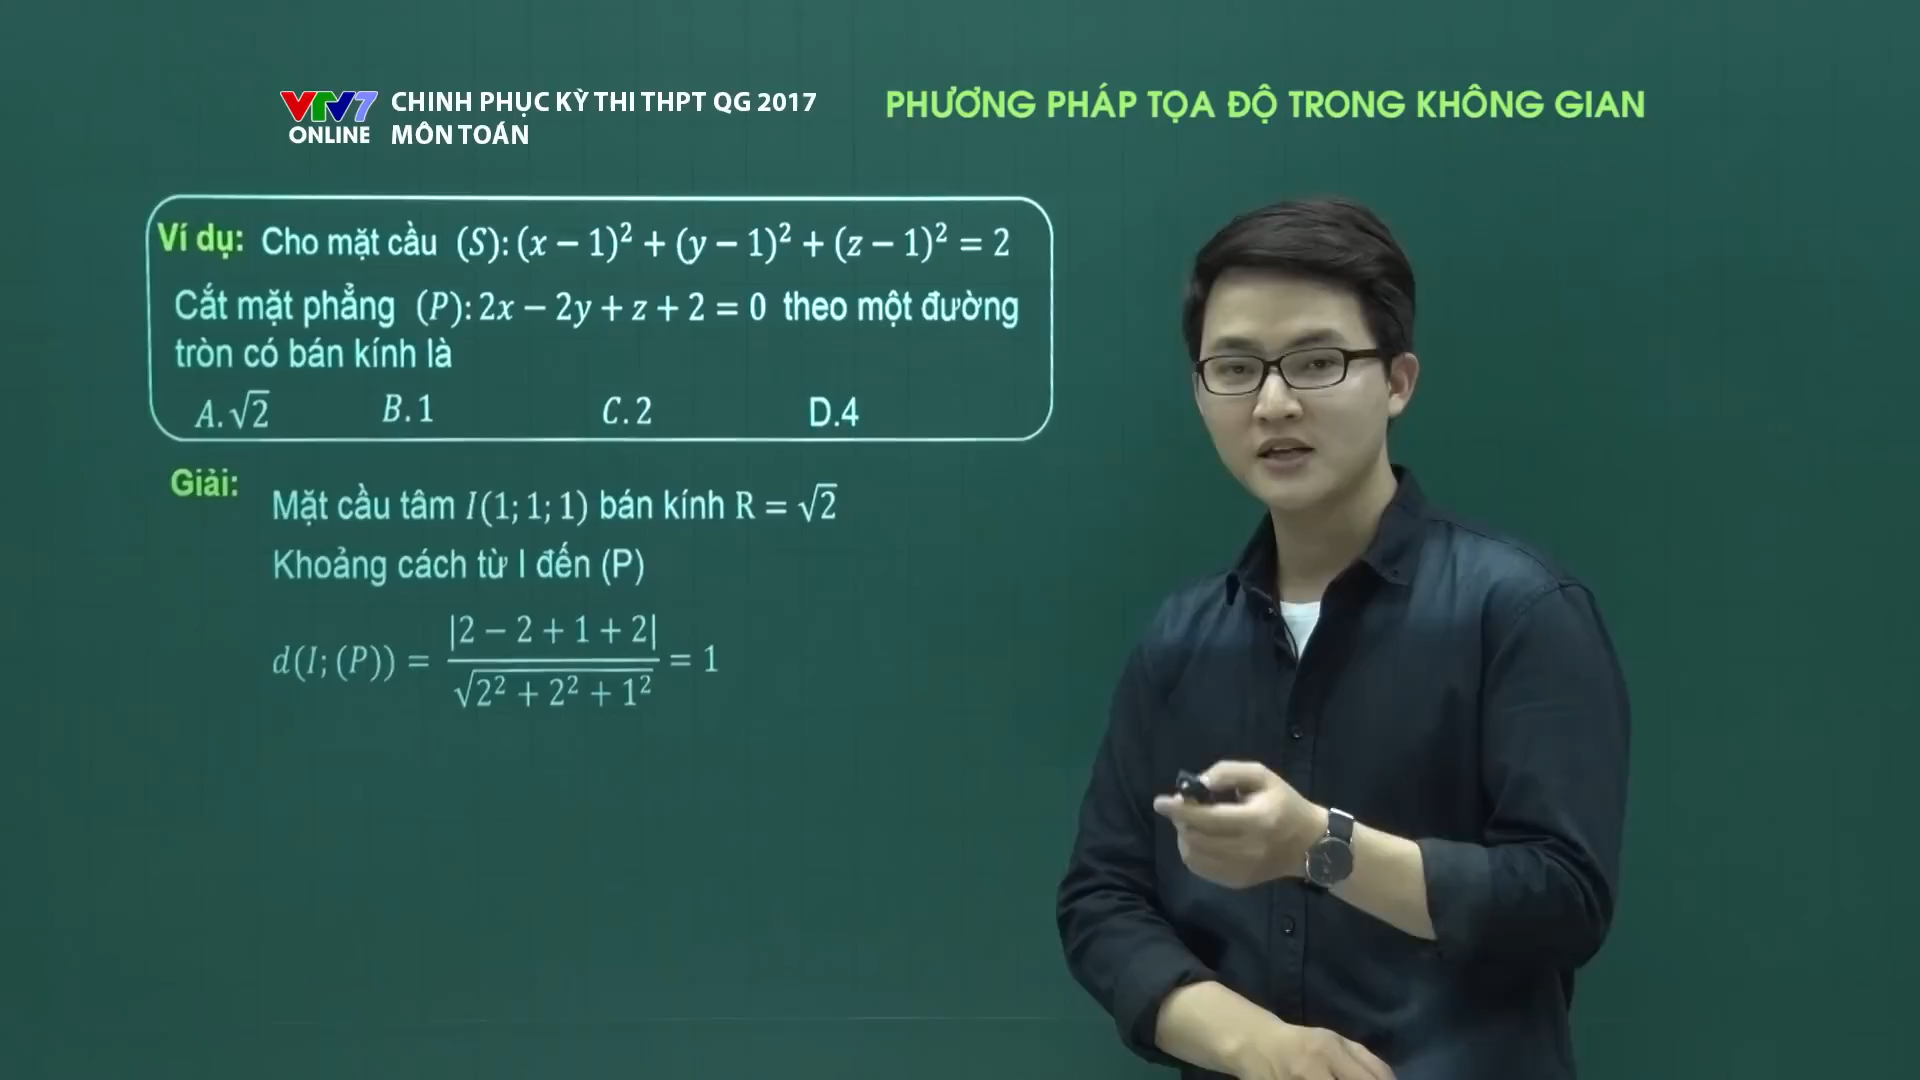 VTV7
ONLINE
CHINH PHỤC KỲ THI THPT QG 2017
MÔN TOÁN
PHƯƠNG PHÁP TỌA ĐỘ TRONG KHÔNG GIAN
Ví dụ: Cho mặt cầu (S): (x − 1)² + (y − 1)² + (z − 1)² = 2
Cắt mặt phẳng (P): 2x − 2y + z + 2 = 0 theo một đường
tròn có bán kính là
A. √2 B. 1 C. 2 D.4
Giải:
Mặt cầu tâm I(1; 1; 1) bán kính R = √2
Khoảng cách từ I đến (P)
d(I; (P)) = |2 − 2 + 1 + 2| / √(2² + 2² + 1²) = 1